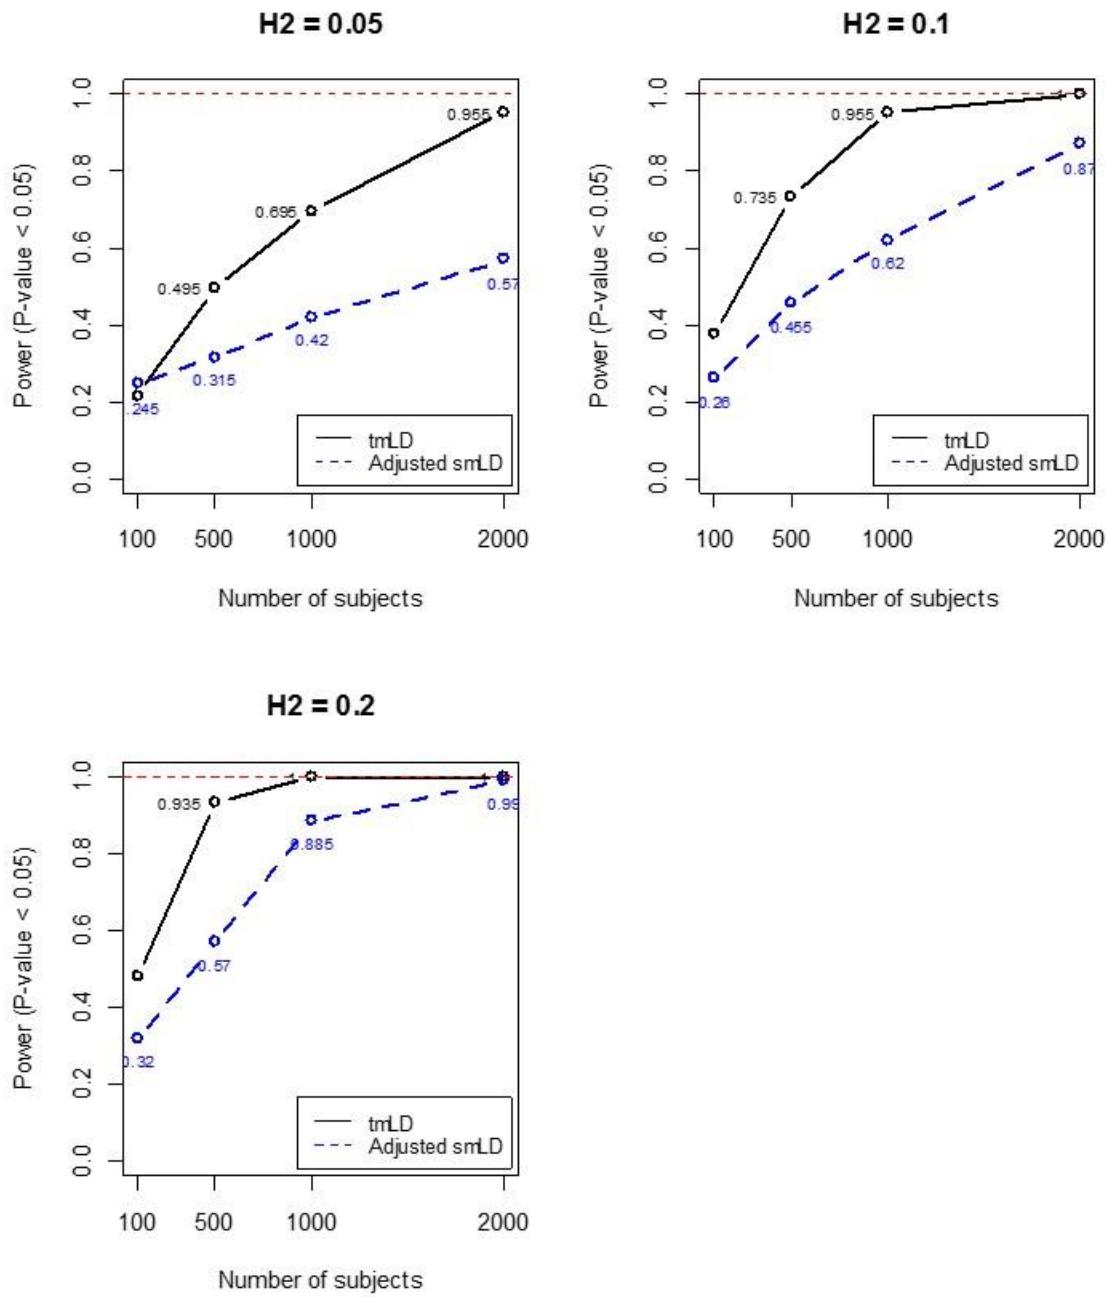 H2 = 0.05
Power (P-value < 0.05)
1.0
0.8
0.6
0.4
0.2
0.0
0.955
0.695
0.495
0.57
0.42
0.315
.245
tmLD
Adjusted smLD
100 500 1000 2000
Number of subjects
H2 = 0.1
Power (P-value < 0.05)
1.0
0.8
0.6
0.4
0.2
0.0
0.955
0.735
0.87
0.62
0.455
0.26
tmLD
Adjusted smLD
100 500 1000 2000
Number of subjects
H2 = 0.2
Power (P-value < 0.05)
1.0
0.8
0.6
0.4
0.2
0.0
0.935
0.99
0.885
0.57
0.32
tmLD
Adjusted smLD
100 500 1000 2000
Number of subjects